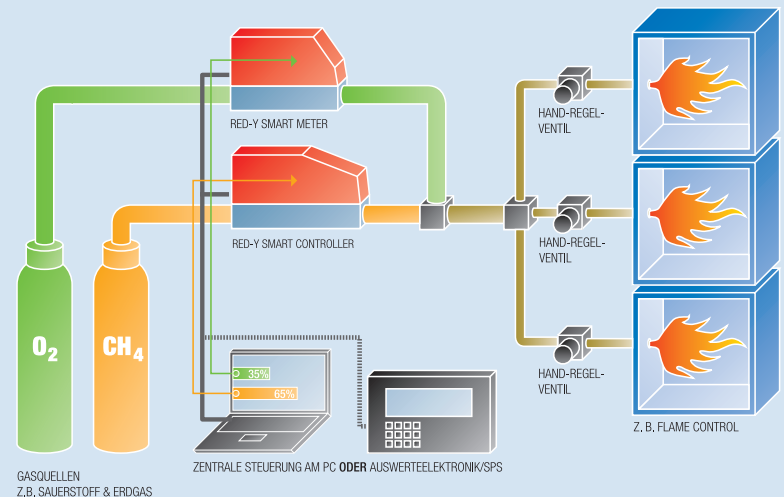 RED-Y SMART METER
RED-Y SMART CONTROLLER
HAND-REGEL-
VENTIL
HAND-REGEL-
VENTIL
HAND-REGEL-
VENTIL
O₂
CH₄
35%
65%
Z. B. FLAME CONTROL
ZENTRALE STEUERUNG AM PC ODER AUSWERTEELEKTRONIK/SPS
GASQUELLEN
Z.B. SAUERSTOFF & ERDGAS